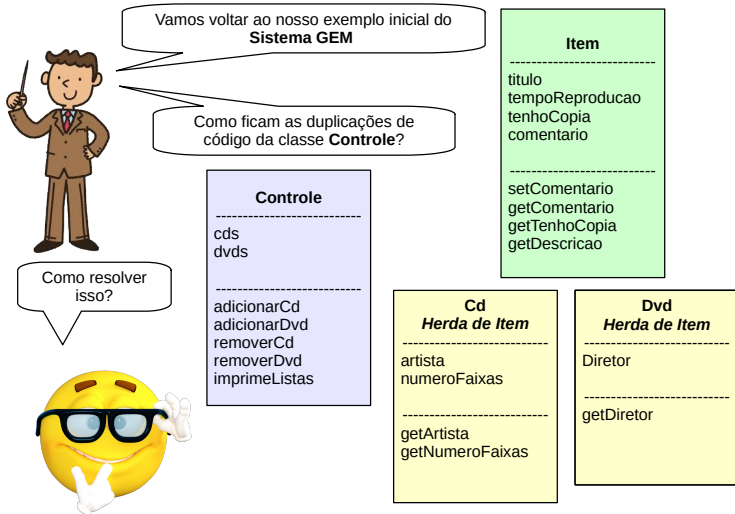 Vamos voltar ao nosso exemplo inicial do
Sistema GEM
Como ficam as duplicações de
código da classe Controle?
Como resolver
isso?
Controle
----------------------------
cds
dvds
----------------------------
adicionarCd
adicionarDvd
removerCd
removerDvd
imprimeListas
Item
----------------------------
titulo
tempoReproducao
tenhoCopia
comentario
----------------------------
setComentario
getComentario
getTenhoCopia
getDescricao
Cd
Herda de Item
----------------------------
artista
numeroFaixas
----------------------------
getArtista
getNumeroFaixas
Dvd
Herda de Item
----------------------------
Diretor
----------------------------
getDiretor